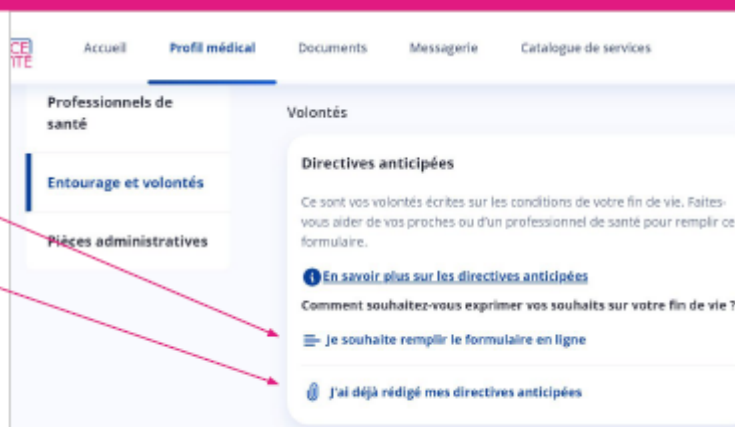 Accueil
Profil médical
Documents
Messagerie
Catalogue de services
Professionnels de
santé
Entourage et volontés
Pièces administratives
Volontés
Directives anticipées
Ce sont vos volontés écrites sur les conditions de votre fin de vie. Faites-
vous aider de vos proches ou d'un professionnel de santé pour remplir ce
formulaire.
En savoir plus sur les directives anticipées
Comment souhaitez-vous exprimer vos souhaits sur votre fin de vie ?
Je souhaite remplir le formulaire en ligne
J'ai déjà rédigé mes directives anticipées